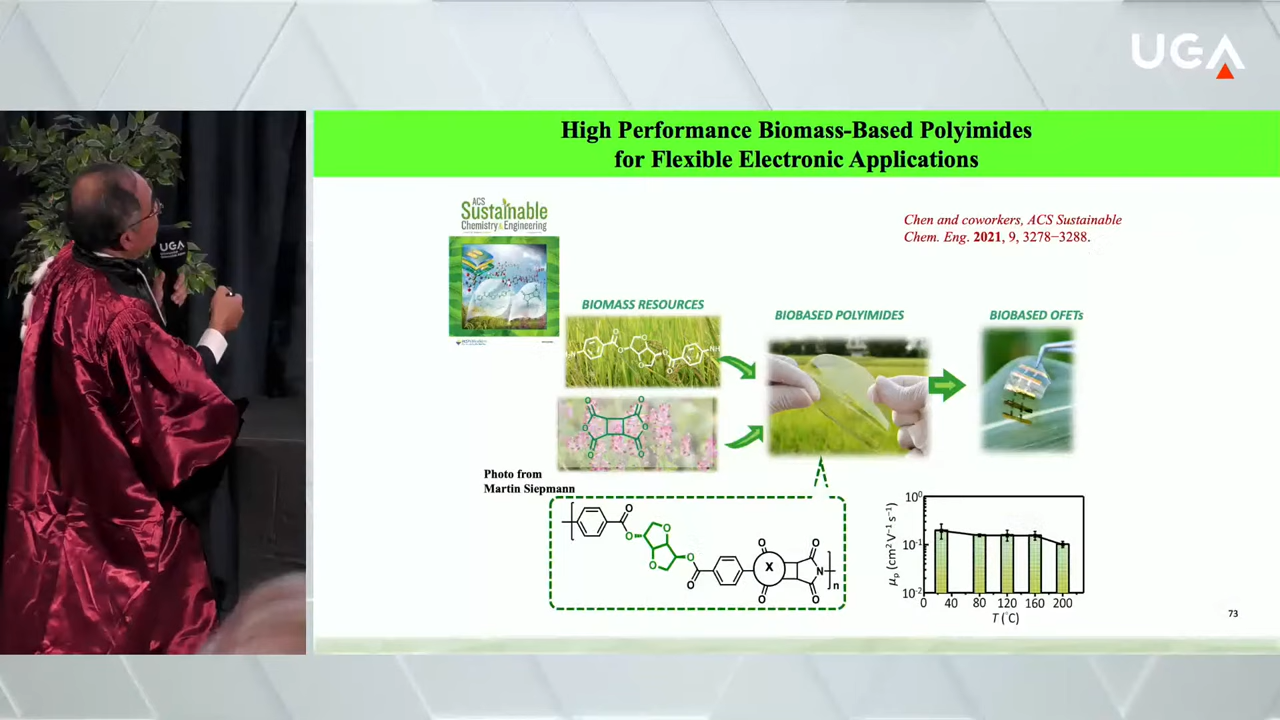 UGA
UGA
High Performance Biomass-Based Polyimides
for Flexible Electronic Applications
ACS
Sustainable
Chemistry & Engineering
Chen and coworkers, ACS Sustainable
Chem. Eng. 2021, 9, 3278−3288.
BIOMASS RESOURCES
BIOBASED POLYIMIDES
BIOBASED OFETs
Photo from
Martin Siepmann
O
O
O
O
O
O
X
O
O
O
O
N
n
μp (cm² V⁻¹ s⁻¹)
10⁰
10⁻¹
10⁻²
0 40 80 120 160 200
T (°C)
73